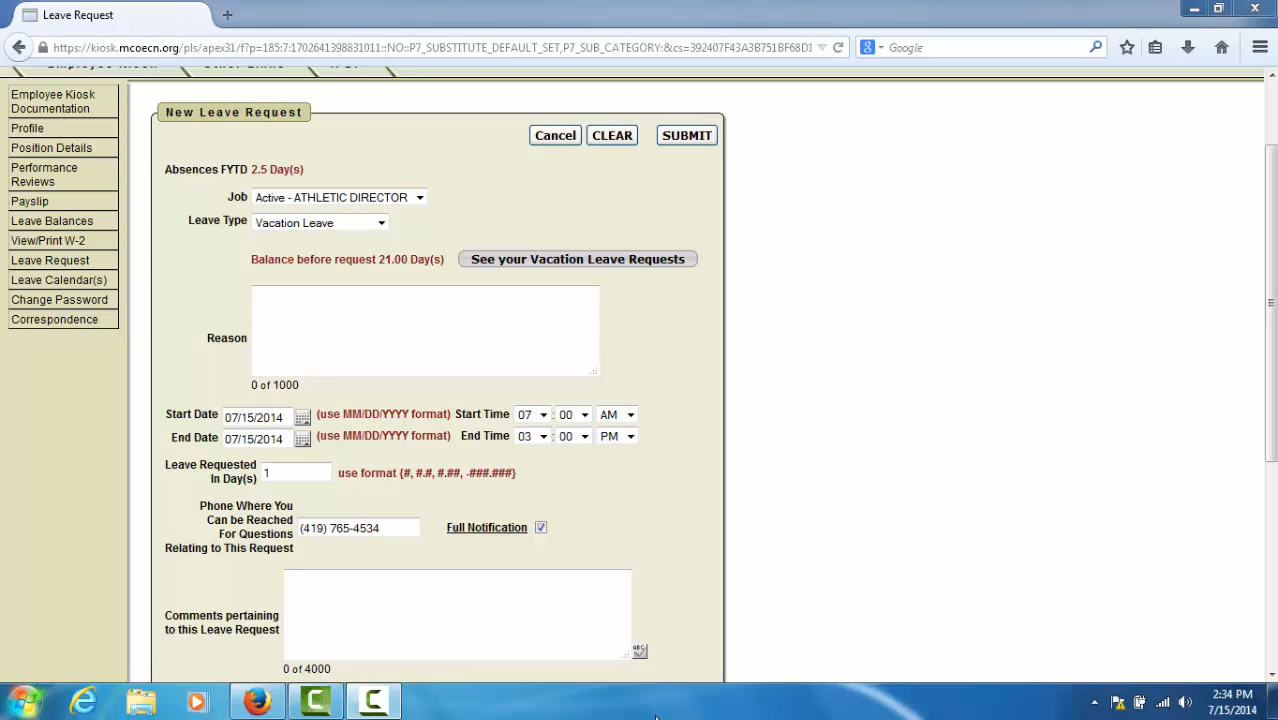 Leave Request
https://kiosk.mcoecn.org/pls/apex31/f?p=185:7:1702641398831011::NO::P7_SUBSTITUTE_DEFAULT_SET,P7_SUB_CATEGORY:&cs=392407F4A3B751BF68D1
Google
Employee Kiosk
Documentation
Profile
Position Details
Performance
Reviews
Payslip
Leave Balances
View/Print W-2
Leave Request
Leave Calendar(s)
Change Password
Correspondence
New Leave Request
Cancel CLEAR SUBMIT
Absences FYTD 2.5 Day(s)
Job Active - ATHLETIC DIRECTOR
Leave Type Vacation Leave
Balance before request 21.00 Day(s) See your Vacation Leave Requests
Reason
0 of 1000
Start Date 07/15/2014 (use MM/DD/YYYY format) Start Time 07 : 00 AM
End Date 07/15/2014 (use MM/DD/YYYY format) End Time 03 : 00 PM
Leave Requested
In Day(s) 1 use format {#, #.#, #.##, -###.###}
Phone Where You
Can be Reached
For Questions
Relating to This Request
(419) 765-4534 Full Notification
Comments pertaining
to this Leave Request
ABC
0 of 4000
2:34 PM
7/15/2014